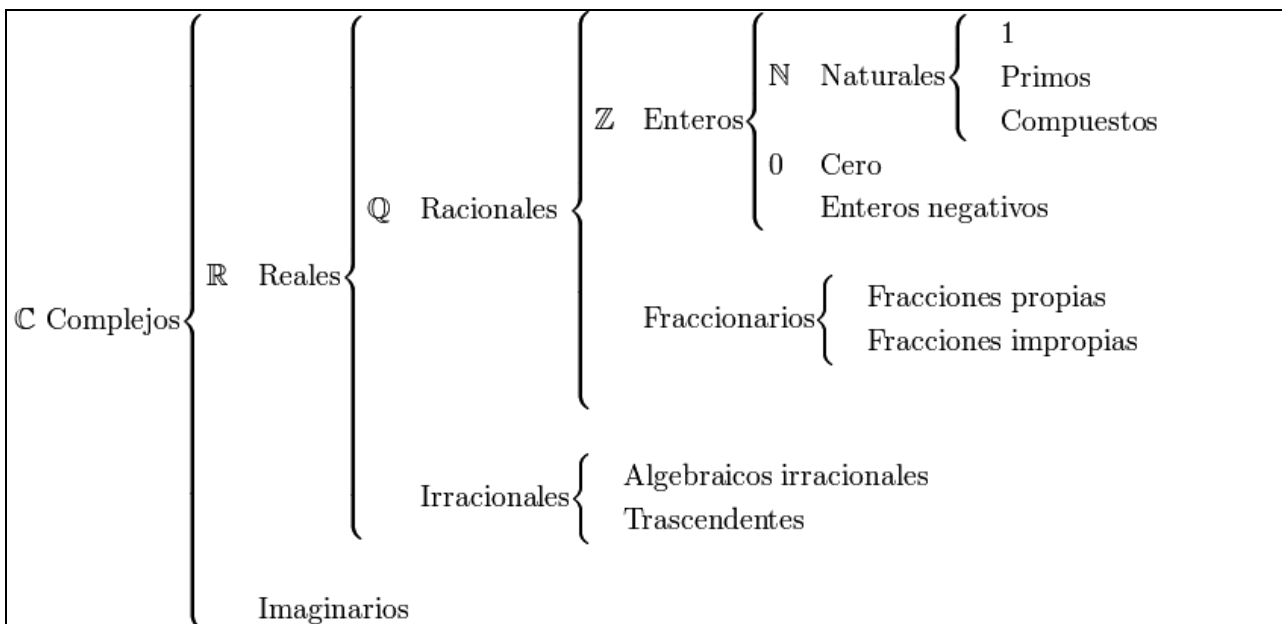 1
ℕ Naturales
Primos
ℤ Enteros
Compuestos
0 Cero
ℚ Racionales
Enteros negativos
ℝ Reales
Fracciones propias
ℂ Complejos
Fraccionarios
Fracciones impropias
Algebraicos irracionales
Irracionales
Trascendentes
Imaginarios